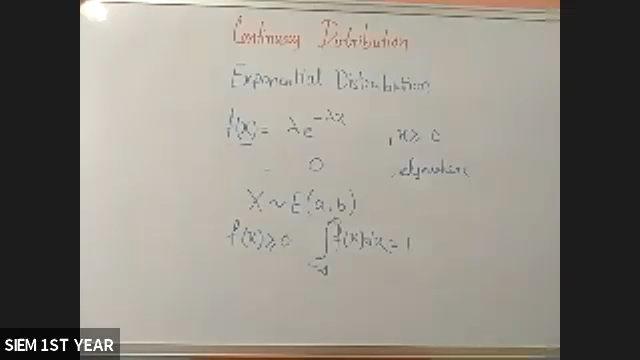 Continuous Distribution
Exponential Distribution
f(x) = λe^{-λx} , x ≥ 0
= 0 , elsewhere
X ~ E(a,b)
f(x) ≥ 0 ∫_{-∞}^{∞} f(x)dx = 1
SIEM 1ST YEAR